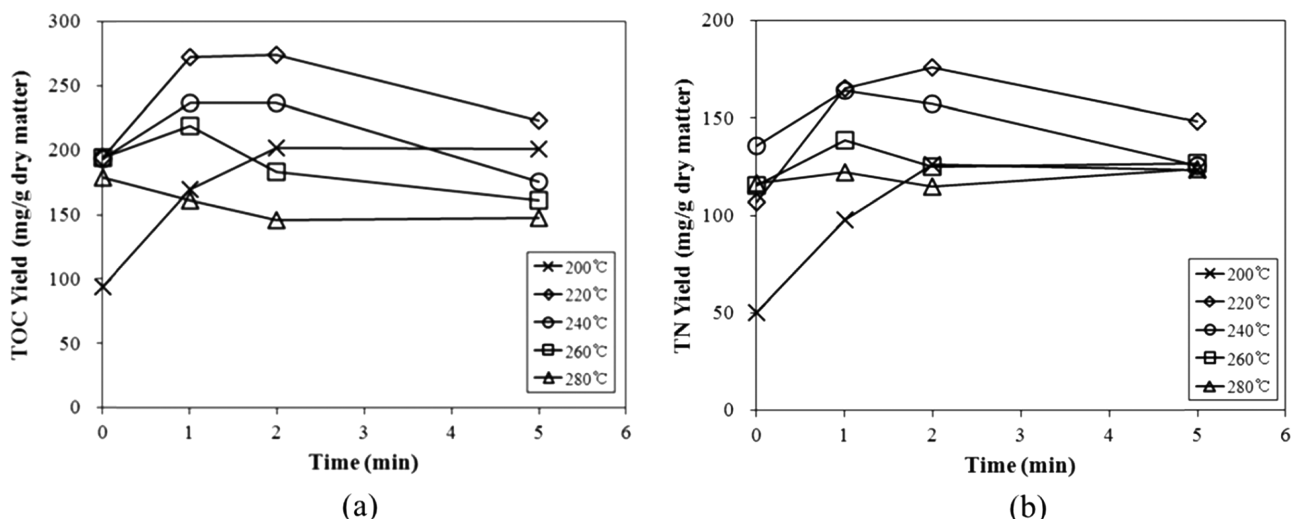 300
250
200
150
100
50
0
TOC Yield (mg/g dry matter)
200℃
220℃
240℃
260℃
280℃
0 1 2 3 4 5 6
Time (min)
(a)
200
150
100
50
0
TN Yield (mg/g dry matter)
200℃
220℃
240℃
260℃
280℃
0 1 2 3 4 5 6
Time (min)
(b)